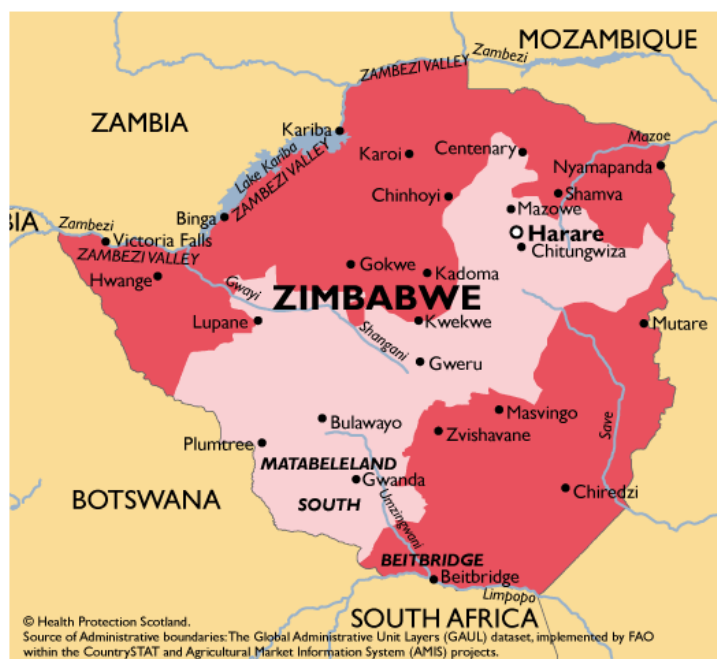 MOZAMBIQUE
Zambezi
ZAMBEZI VALLEY
ZAMBIA
Kariba
Lake Kariba
ZAMBEZI VALLEY
Karoi
Centenary
Mazoe
Nyamapanda
Chinhoyi
Shamva
Mazowe
Binga
Harare
Chitungwiza
BIA
Zambezi
Victoria Falls
ZAMBEZI VALLEY
Hwange
Gokwe
Kadoma
Gwayi
ZIMBABWE
Lupane
Shangani
Kwekwe
Mutare
Gweru
Masvingo
Bulawayo
Zvishavane
Save
Plumtree
MATABELELAND
SOUTH
Gwanda
Umzingwani
Chiredzi
BOTSWANA
BEITBRIDGE
Beitbridge
Limpopo
SOUTH AFRICA
© Health Protection Scotland.
Source of Administrative boundaries: The Global Administrative Unit Layers (GAUL) dataset, implemented by FAO
within the CountrySTAT and Agricultural Market Information System (AMIS) projects.